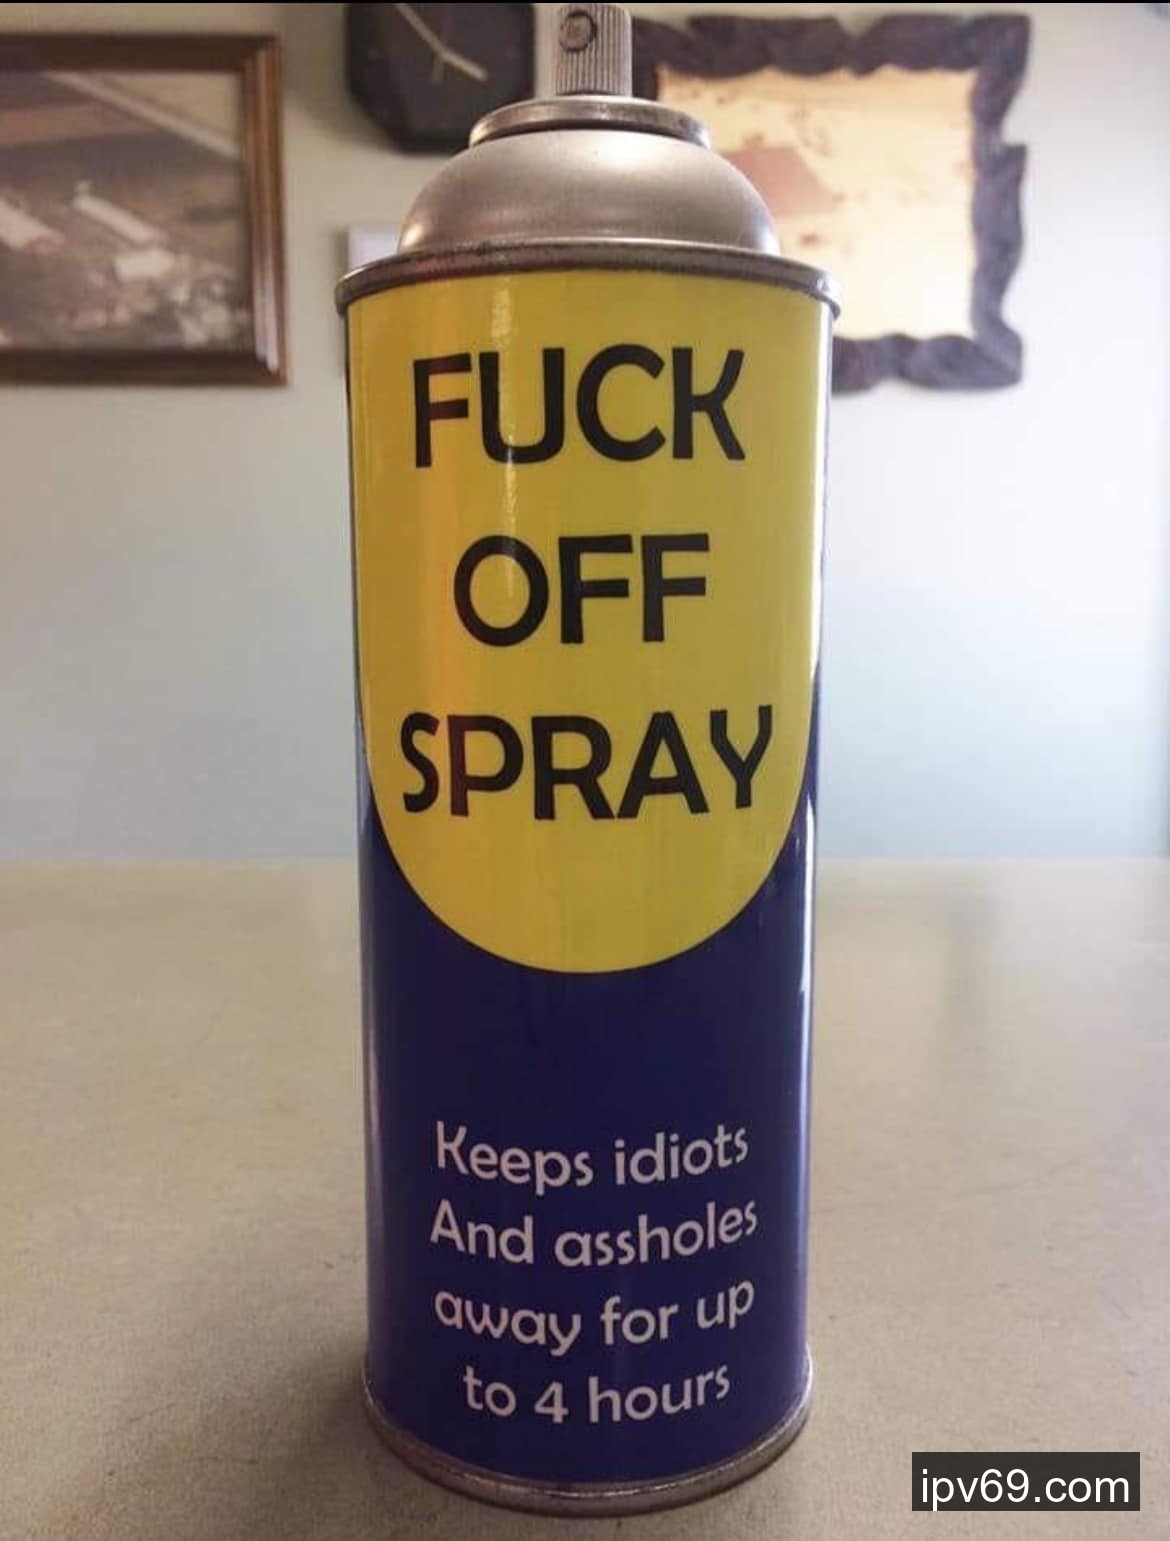 FUCK
OFF
SPRAY
Keeps idiots
And assholes
away for up
to 4 hours
ipv69.com